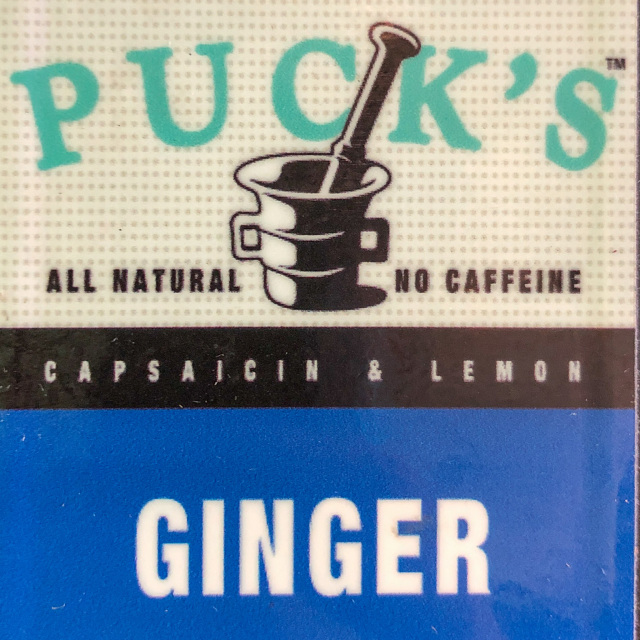 PUCK'S™
ALL NATURAL NO CAFFEINE
CAPSAICIN & LEMON
GINGER